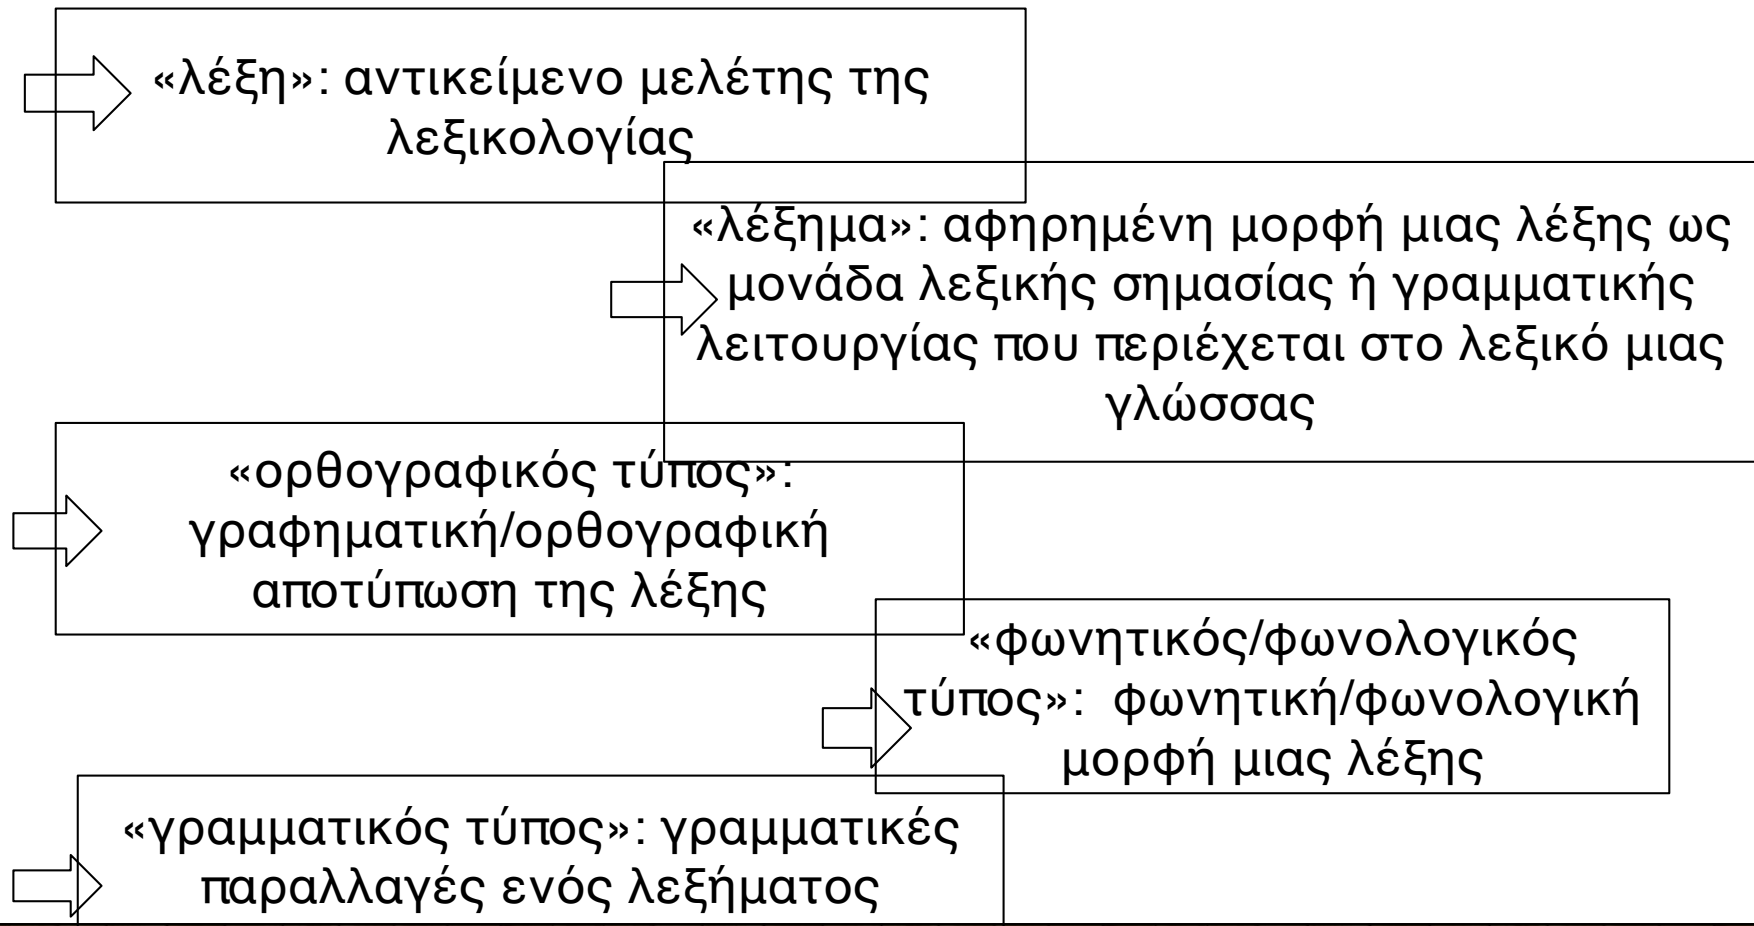 «λέξη»: αντικείμενο μελέτης της
λεξικολογίας
«λέξημα»: αφηρημένη μορφή μιας λέξης ως
μονάδα λεξικής σημασίας ή γραμματικής
λειτουργίας που περιέχεται στο λεξικό μιας
γλώσσας
«ορθογραφικός τύπος»:
γραφηματική/ορθογραφική
αποτύπωση της λέξης
«φωνητικός/φωνολογικός
τύπος»: φωνητική/φωνολογική
μορφή μιας λέξης
«γραμματικός τύπος»: γραμματικές
παραλλαγές ενός λεξήματος